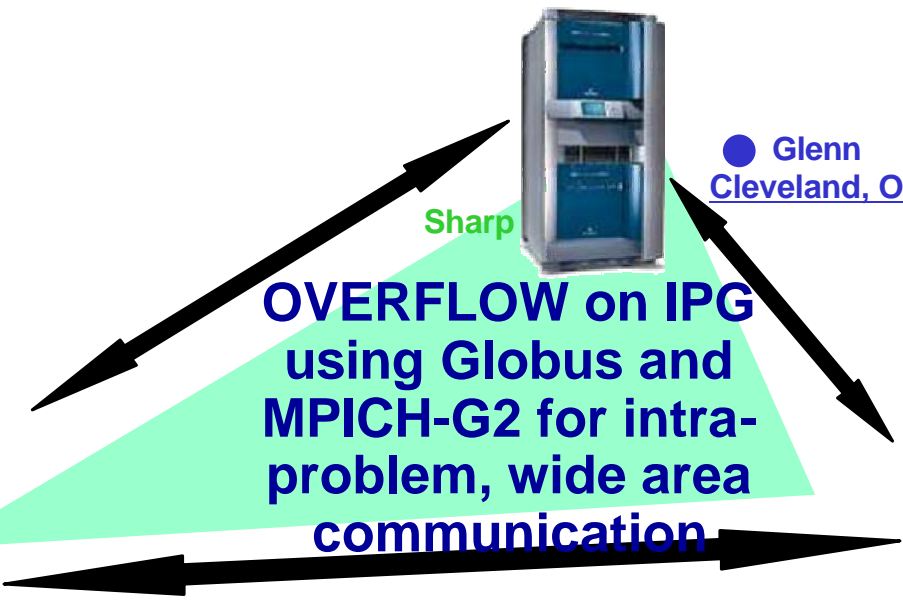 Glenn
Cleveland, O
Sharp
OVERFLOW on IPG
using Globus and
MPICH-G2 for intra-
problem, wide area
communication